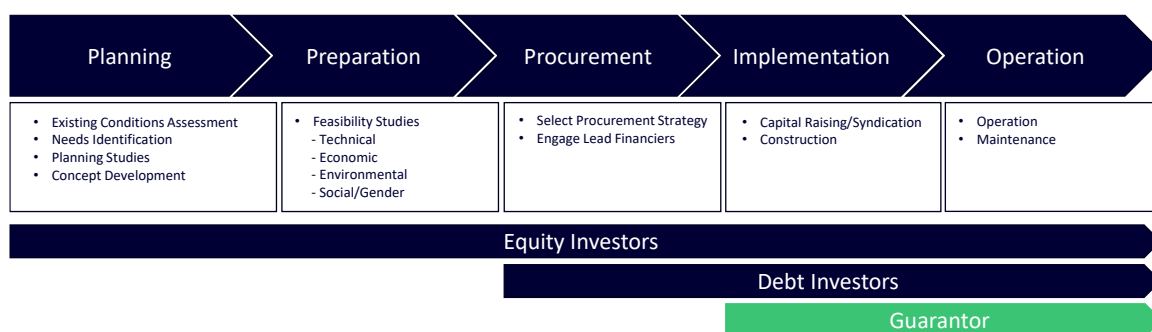 Planning
Preparation
Procurement
Implementation
Operation
• Existing Conditions Assessment
• Needs Identification
• Planning Studies
• Concept Development
• Feasibility Studies
- Technical
- Economic
- Environmental
- Social/Gender
• Select Procurement Strategy
• Engage Lead Financiers
• Capital Raising/Syndication
• Construction
• Operation
• Maintenance
Equity Investors
Debt Investors
Guarantor